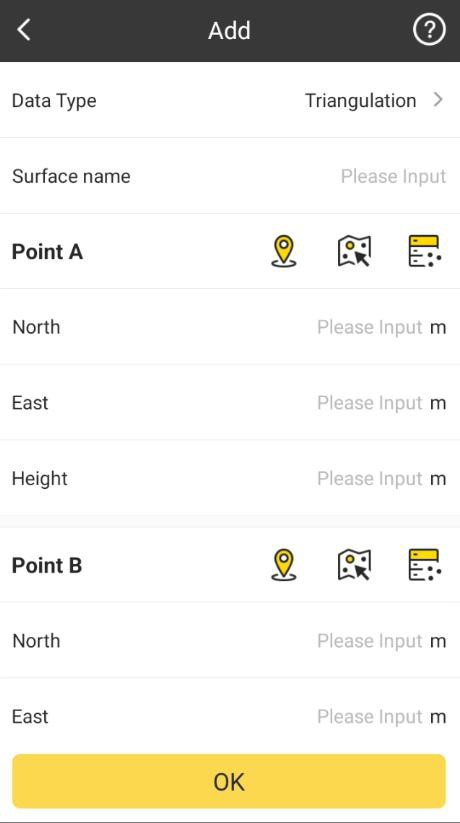 Add
Data Type Triangulation
Surface name Please Input
Point A
North Please Input m
East Please Input m
Height Please Input m
Point B
North Please Input m
East Please Input m
OK